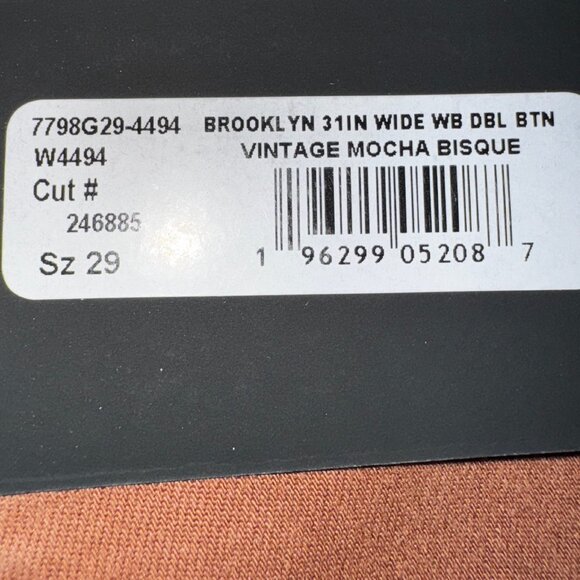 7798G29-4494 BROOKLYN 31IN WIDE WB DBL BTN
W4494 VINTAGE MOCHA BISQUE
Cut #
246885
Sz 29
1 96299 05208 7